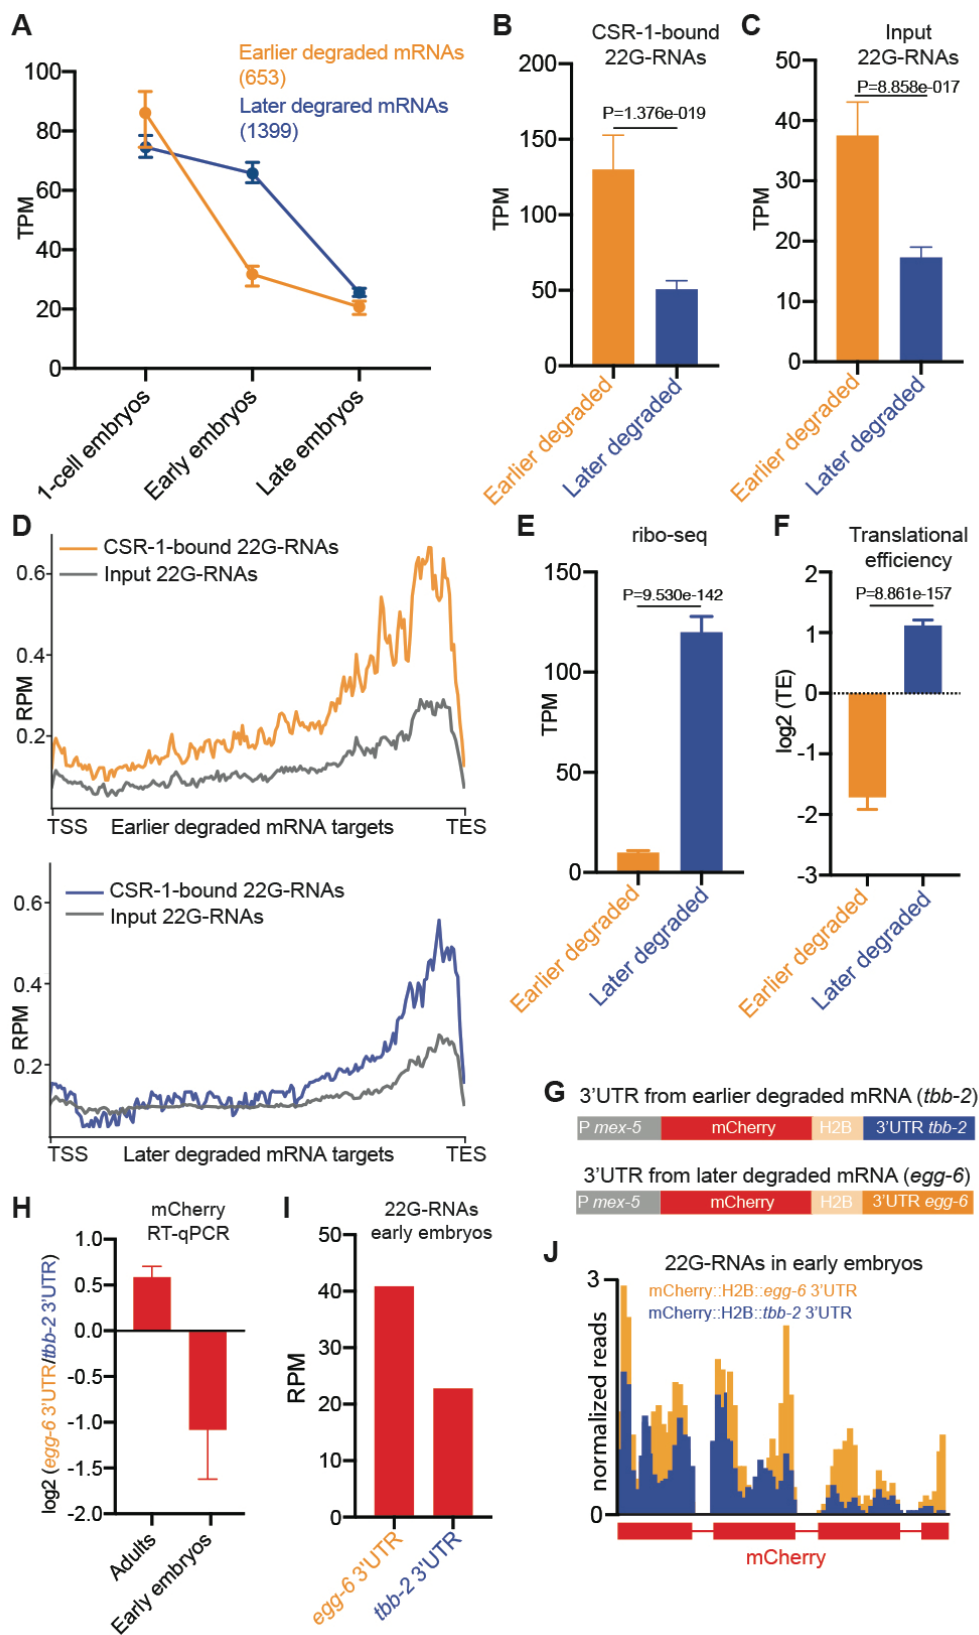 A
Earlier degraded mRNAs
(653)
Later degrared mRNAs
(1399)
100
80
60
40
20
0
TPM
1-cell embryos
Early embryos
Late embryos
B
CSR-1-bound
22G-RNAs
200
150
100
50
0
TPM
P=1.376e-019
Earlier degraded
Later degraded
C
Input
22G-RNAs
50
40
30
20
10
0
TPM
P=8.858e-017
Earlier degraded
Later degraded
D
CSR-1-bound 22G-RNAs
Input 22G-RNAs
0.6
0.4
0.2
RPM
TSS
Earlier degraded mRNA targets
TES
CSR-1-bound 22G-RNAs
Input 22G-RNAs
0.6
0.4
0.2
RPM
TSS
Later degraded mRNA targets
TES
E
ribo-seq
150
100
50
0
TPM
P=9.530e-142
Earlier degraded
Later degraded
F
Translational
efficiency
2
1
0
-1
-2
-3
log2 (TE)
P=8.861e-157
Earlier degraded
Later degraded
G
3'UTR from earlier degraded mRNA (tbb-2)
P mex-5 mCherry H2B 3'UTR tbb-2
3'UTR from later degraded mRNA (egg-6)
P mex-5 mCherry H2B 3'UTR egg-6
H
mCherry
RT-qPCR
1.0
0.5
0.0
-0.5
-1.0
-1.5
-2.0
log2 (egg-6 3'UTR/tbb-2 3'UTR)
Adults
Early embryos
I
22G-RNAs
early embryos
50
40
30
20
10
0
RPM
egg-6 3'UTR
tbb-2 3'UTR
J
22G-RNAs in early embryos
mCherry::H2B::egg-6 3'UTR
mCherry::H2B::tbb-2 3'UTR
3
0
normalized reads
mCherry